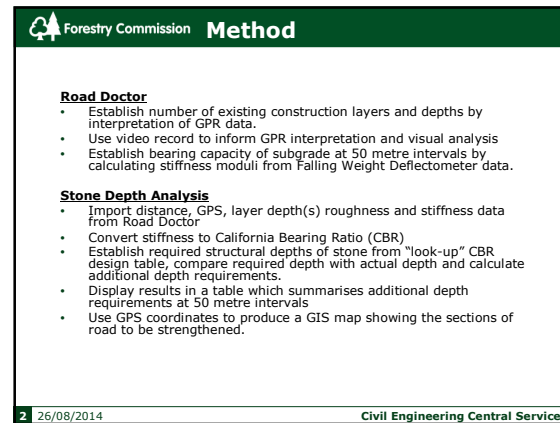 Forestry Commission Method
Road Doctor
• Establish number of existing construction layers and depths by
interpretation of GPR data.
• Use video record to inform GPR interpretation and visual analysis
• Establish bearing capacity of subgrade at 50 metre intervals by
calculating stiffness moduli from Falling Weight Deflectometer data.
Stone Depth Analysis
• Import distance, GPS, layer depth(s) roughness and stiffness data
from Road Doctor
• Convert stiffness to California Bearing Ratio (CBR)
• Establish required structural depths of stone from "look-up" CBR
design table, compare required depth with actual depth and calculate
additional depth requirements.
• Display results in a table which summarises additional depth
requirements at 50 metre intervals
• Use GPS coordinates to produce a GIS map showing the sections of
road to be strengthened.
2 26/08/2014 Civil Engineering Central Service